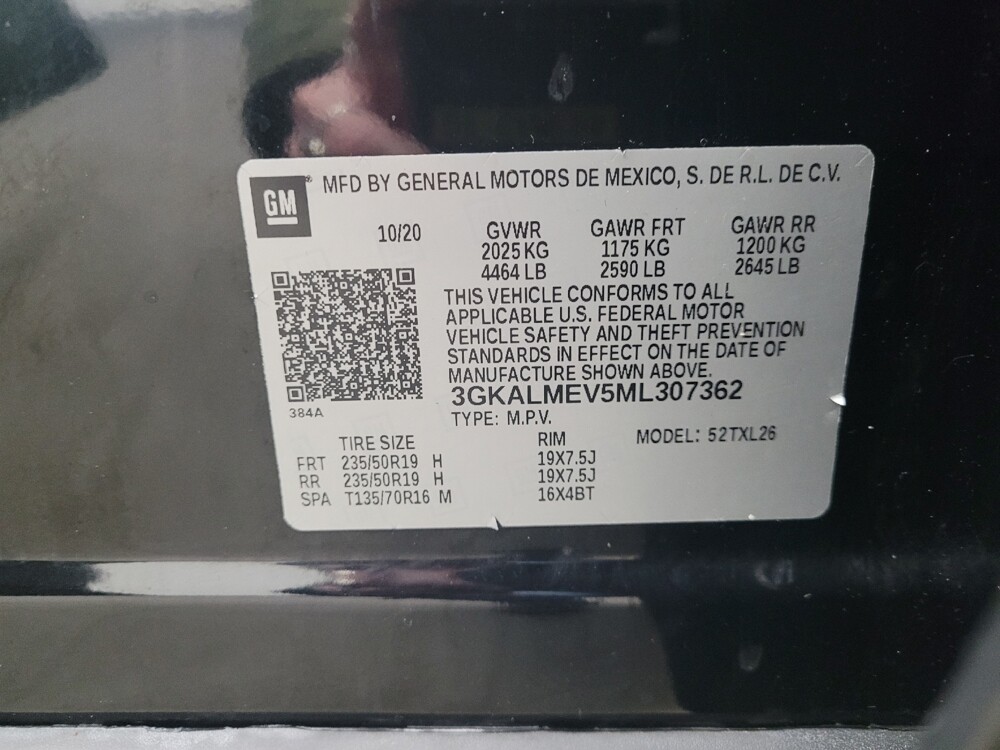 GM® MFD BY GENERAL MOTORS DE MEXICO, S. DE R.L. DE C.V.
10/20 GVWR GAWR FRT GAWR RR
2025 KG 1175 KG 1200 KG
4464 LB 2590 LB 2645 LB
THIS VEHICLE CONFORMS TO ALL
APPLICABLE U.S. FEDERAL MOTOR
VEHICLE SAFETY AND THEFT PREVENTION
STANDARDS IN EFFECT ON THE DATE OF
MANUFACTURE SHOWN ABOVE.
3GKALMEV5ML307362
384A
TYPE: M.P.V.
TIRE SIZE RIM MODEL: 52TXL26
FRT 235/50R19 H 19X7.5J
RR 235/50R19 H 19X7.5J
SPA T135/70R16 M 16X4BT